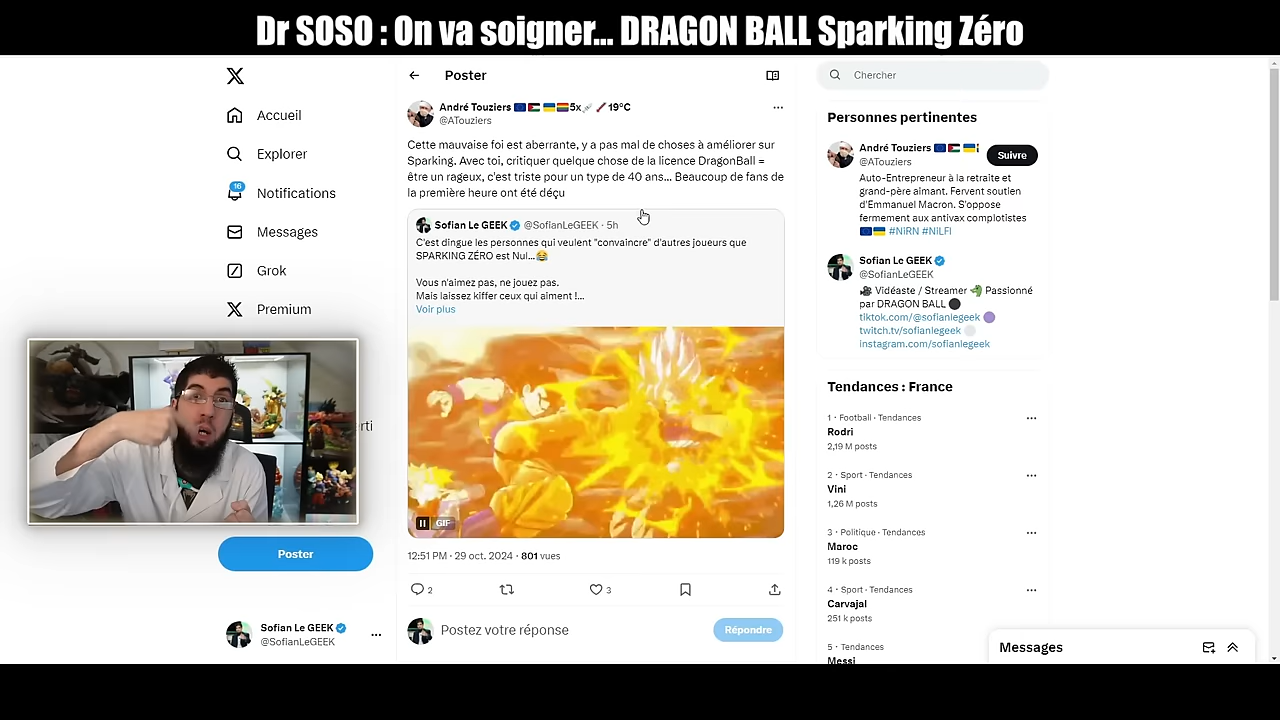 Dr SOSO : On va soigner... DRAGON BALL Sparking Zéro
Accueil
Explorer
16
Notifications
Messages
Grok
Premium
rti
Poster
Sofian Le GEEK
@SofianLeGEEK
Poster
André Touziers 5x 19°C
@ATouziers
Cette mauvaise foi est aberrante, y a pas mal de choses à améliorer sur
Sparking. Avec toi, critiquer quelque chose de la licence DragonBall =
être un rageux, c'est triste pour un type de 40 ans... Beaucoup de fans de
la première heure ont été déçu
Sofian Le GEEK @SofianLeGEEK · 5h
C'est dingue les personnes qui veulent "convaincre" d'autres joueurs que
SPARKING ZÉRO est Nul...😂
Vous n'aimez pas, ne jouez pas.
Mais laissez kiffer ceux qui aiment !...
Voir plus
GIF
12:51 PM · 29 oct. 2024 · 801 vues
2
3
Postez votre réponse
Répondre
Chercher
Personnes pertinentes
André Touziers
@ATouziers
Suivre
Auto-Entrepreneur à la retraite et
grand-père aimant. Fervent soutien
d'Emmanuel Macron. S'oppose
fermement aux antivax complotistes
#NiRN #NiLFI
Sofian Le GEEK
@SofianLeGEEK
Vidéaste / Streamer Passionné
par DRAGON BALL
tiktok.com/@sofianlegeek
twitch.tv/sofianlegeek
instagram.com/sofianlegeek
Tendances : France
1 · Football · Tendances
Rodri
2,19 M posts
2 · Sport · Tendances
Vini
1,26 M posts
3 · Politique · Tendances
Maroc
119 k posts
4 · Sport · Tendances
Carvajal
251 k posts
5 · Tendances
Messi
Messages